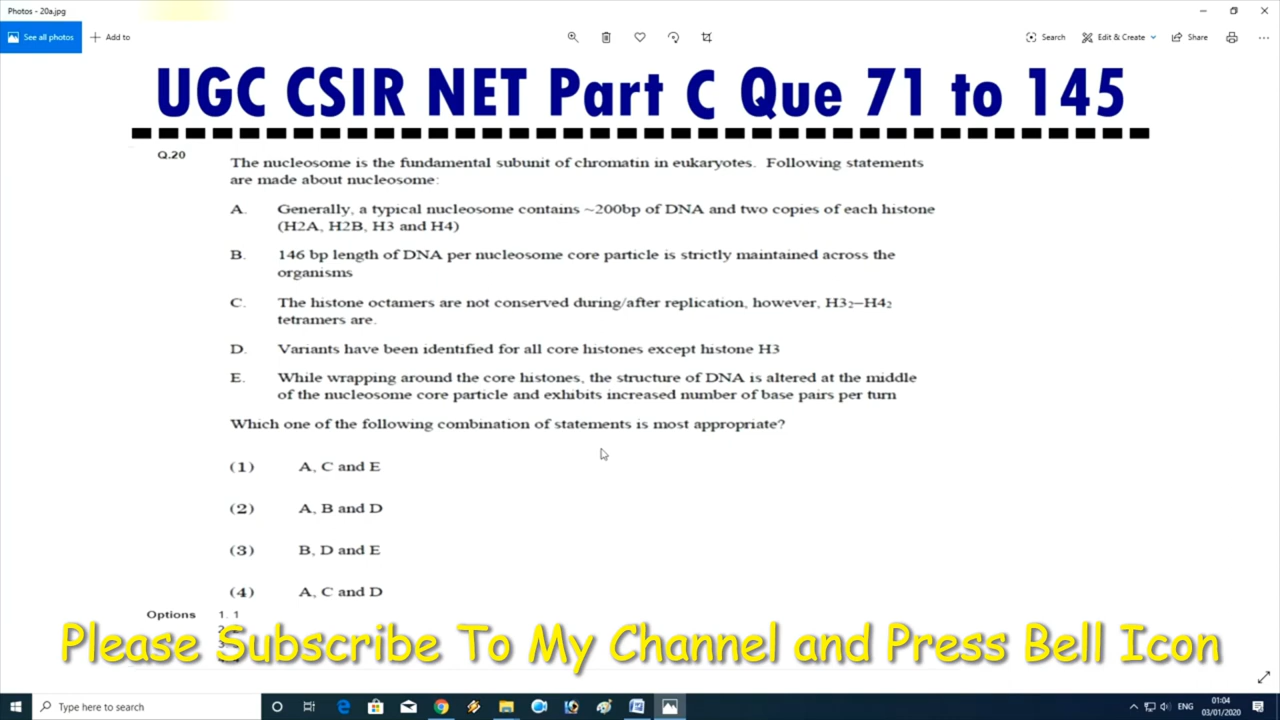 Photos - 20a.jpg
See all photos
Add to
Search
Edit & Create
Share
UGC CSIR NET Part C Que 71 to 145
Q.20
The nucleosome is the fundamental subunit of chromatin in eukaryotes. Following statements
are made about nucleosome:
A. Generally, a typical nucleosome contains ~200bp of DNA and two copies of each histone
(H2A, H2B, H3 and H4)
B. 146 bp length of DNA per nucleosome core particle is strictly maintained across the
organisms
C. The histone octamers are not conserved during/after replication, however, H3₂–H4₂
tetramers are.
D. Variants have been identified for all core histones except histone H3
E. While wrapping around the core histones, the structure of DNA is altered at the middle
of the nucleosome core particle and exhibits increased number of base pairs per turn
Which one of the following combination of statements is most appropriate?
(1) A, C and E
(2) A, B and D
(3) B, D and E
(4) A, C and D
Options 1. 1
Please Subscribe To My Channel and Press Bell Icon
Type here to search
ENG
01:04
03/01/2020